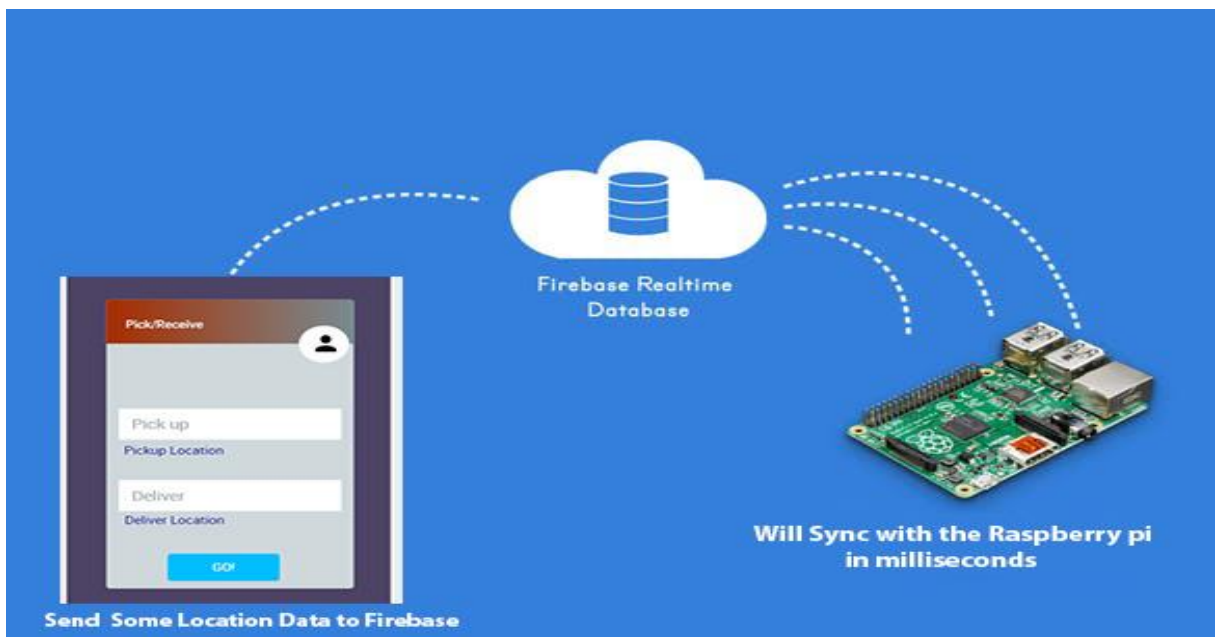 Firebase Realtime
Database
Pick/Receive
Pick up
Pickup Location
Deliver
Deliver Location
GO!
Send Some Location Data to Firebase
Will Sync with the Raspberry pi
in milliseconds